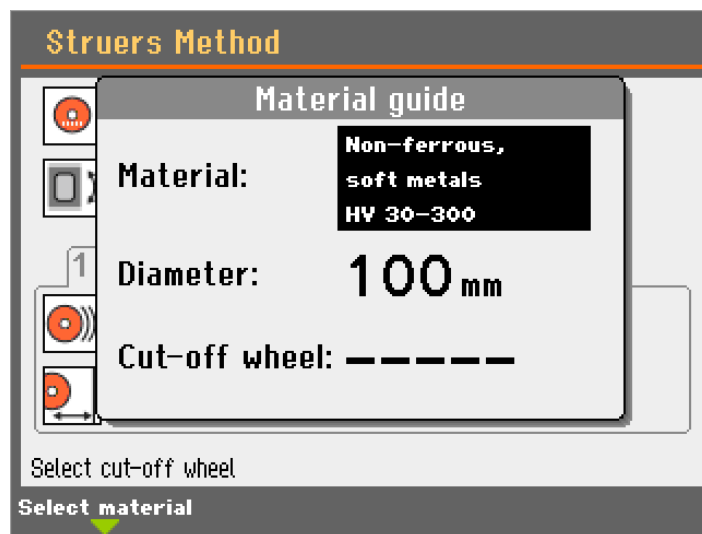 Struers Method
Material guide
Material:
Non-ferrous,
soft metals
HV 30-300
1
Diameter:
100 mm
Cut-off wheel: -----
Select cut-off wheel
Select material